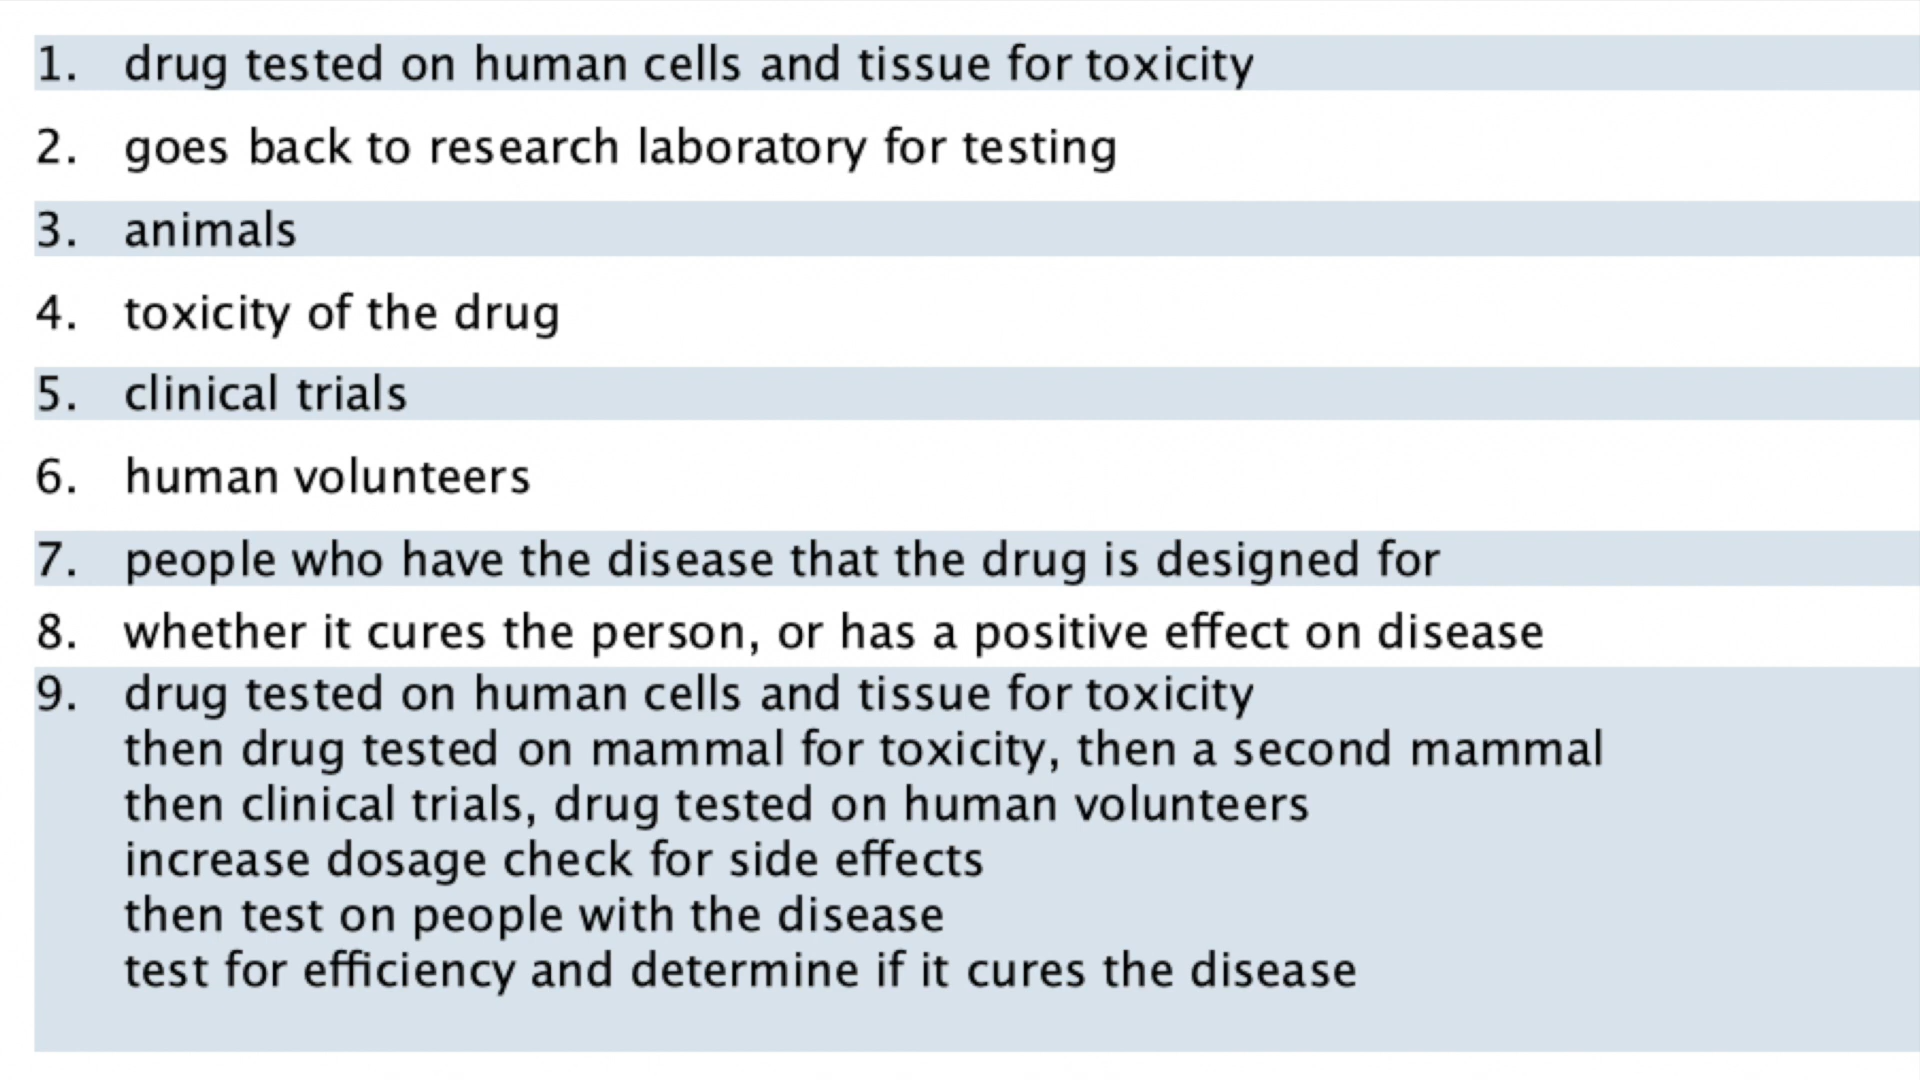 1. drug tested on human cells and tissue for toxicity
2. goes back to research laboratory for testing
3. animals
4. toxicity of the drug
5. clinical trials
6. human volunteers
7. people who have the disease that the drug is designed for
8. whether it cures the person, or has a positive effect on disease
9. drug tested on human cells and tissue for toxicity
then drug tested on mammal for toxicity, then a second mammal
then clinical trials, drug tested on human volunteers
increase dosage check for side effects
then test on people with the disease
test for efficiency and determine if it cures the disease